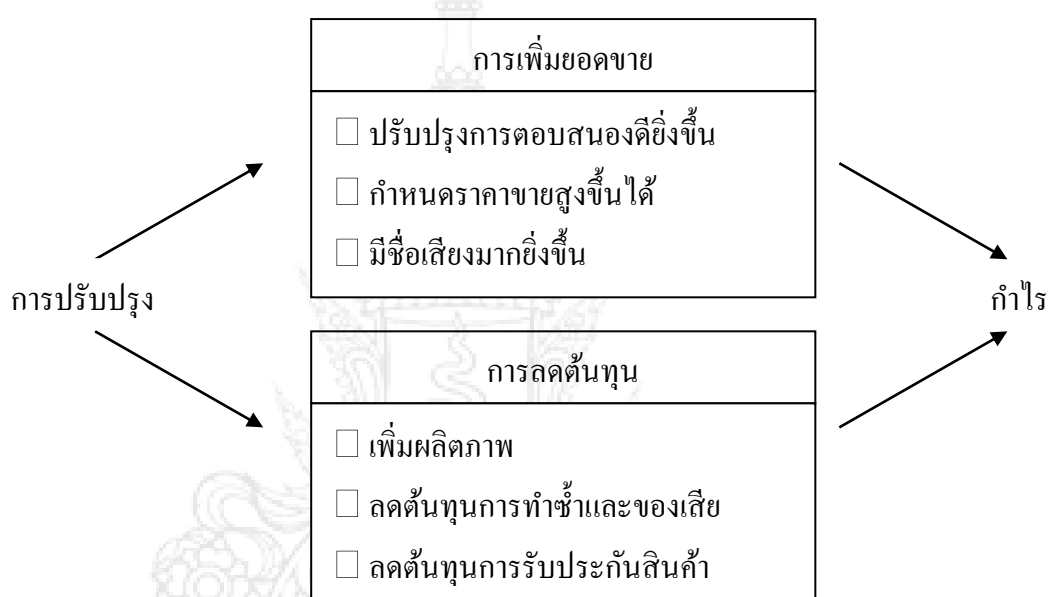 การเพิ่มยอดขาย
□ ปรับปรุงการตอบสนองดียิ่งขึ้น
□ กำหนดราคาขายสูงขึ้นได้
□ มีชื่อเสียงมากยิ่งขึ้น
การปรับปรุง
กำไร
การลดต้นทุน
□ เพิ่มผลิตภาพ
□ ลดต้นทุนการทำซ้ำและของเสีย
□ ลดต้นทุนการรับประกันสินค้า